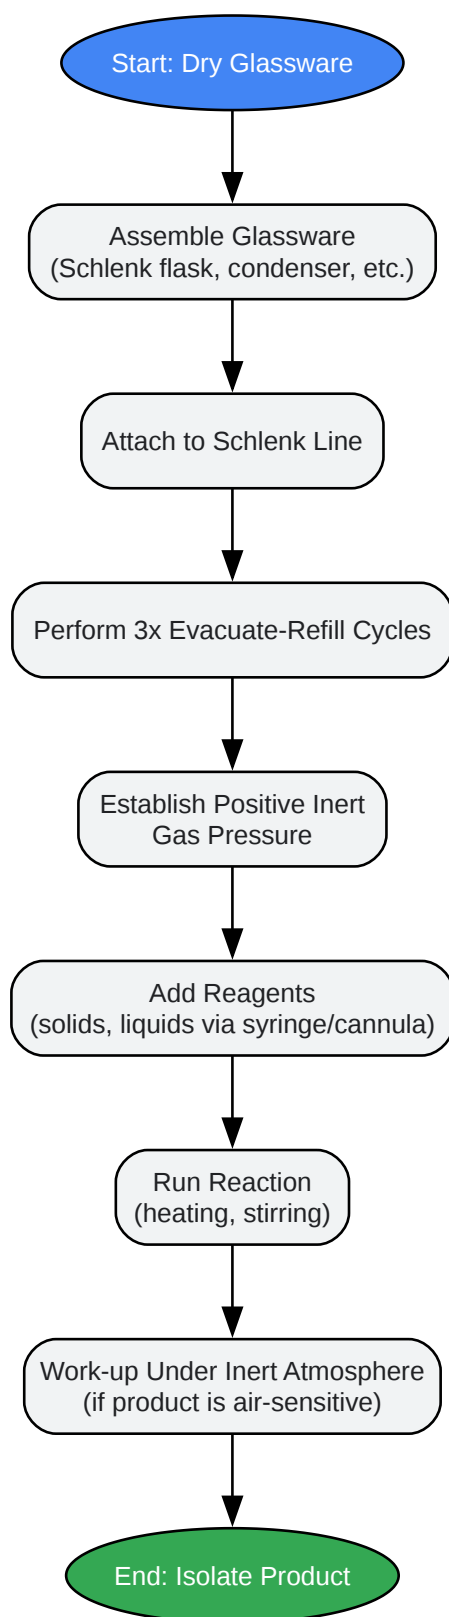 Start: Dry Glassware
Assemble Glassware
(Schlenk flask, condenser, etc.)
Attach to Schlenk Line
Perform 3x Evacuate-Refill Cycles
Establish Positive Inert
Gas Pressure
Add Reagents
(solids, liquids via syringe/cannula)
Run Reaction
(heating, stirring)
Work-up Under Inert Atmosphere
(if product is air-sensitive)
End: Isolate Product